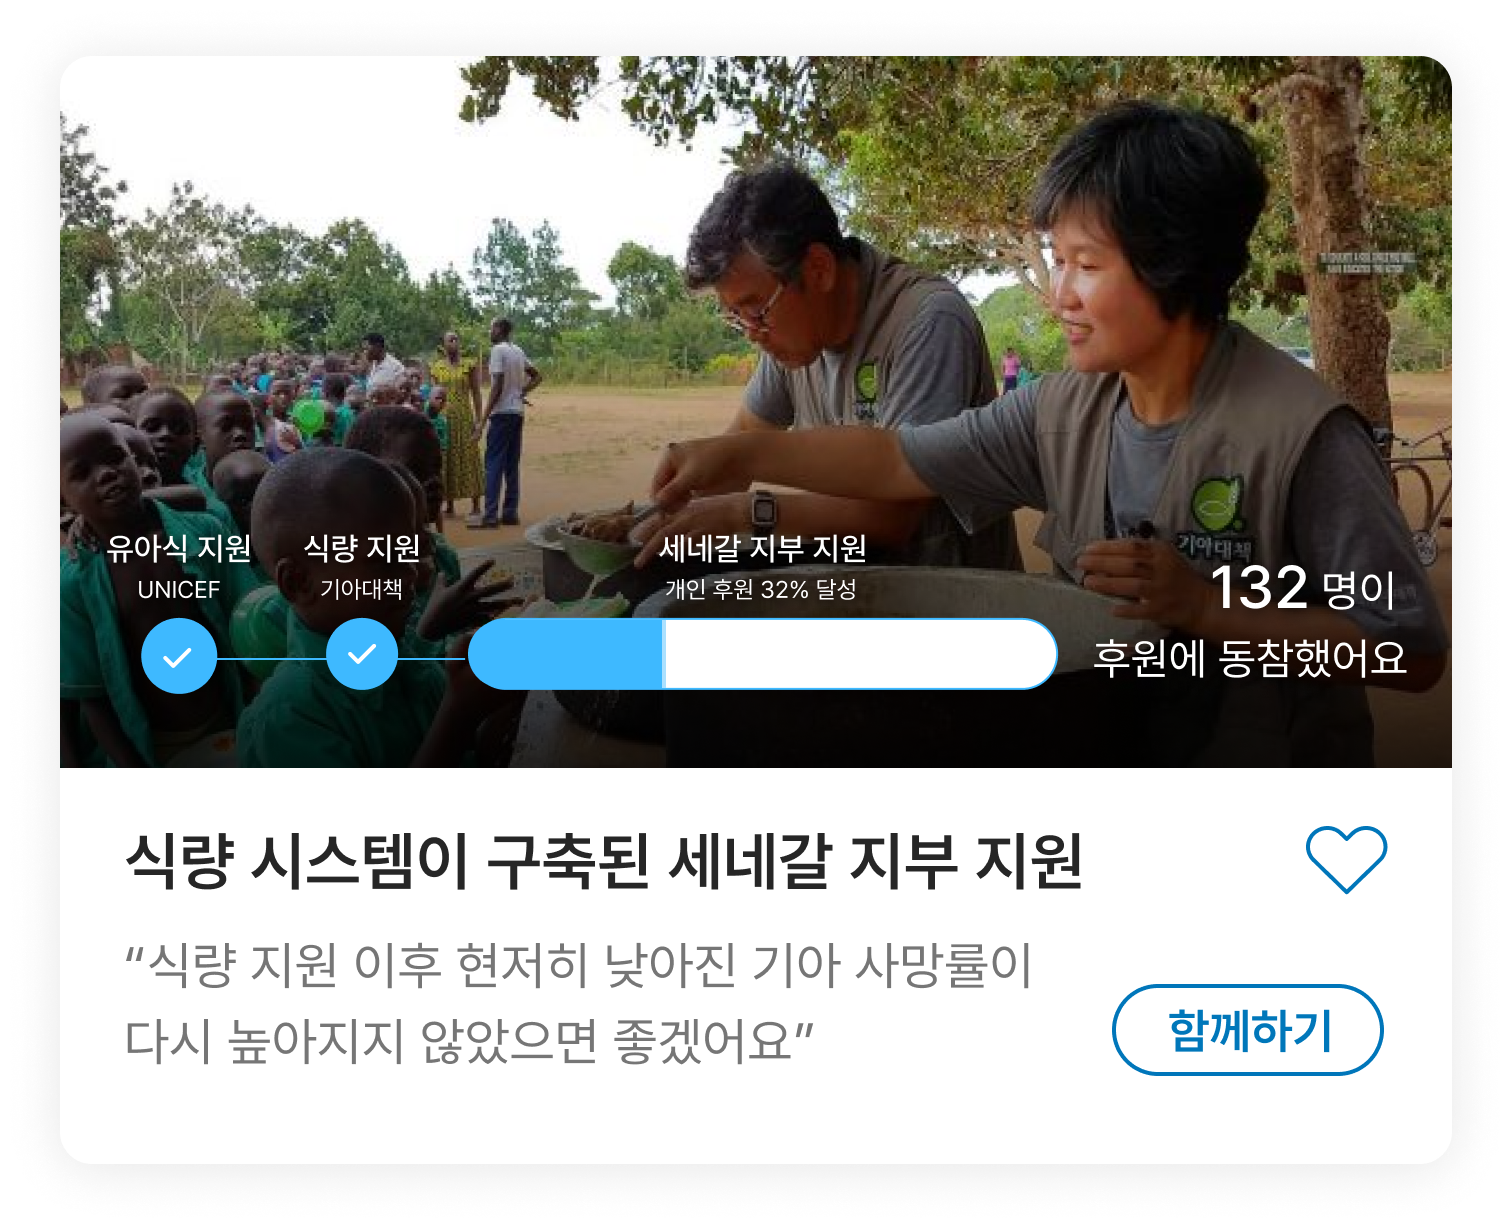 유아식 지원
UNICEF
식량 지원
기아대책
세네갈 지부 지원
개인 후원 32% 달성
기아대책
132 명이
후원에 동참했어요
식량 시스템이 구축된 세네갈 지부 지원
“식량 지원 이후 현저히 낮아진 기아 사망률이
다시 높아지지 않았으면 좋겠어요”
함께하기